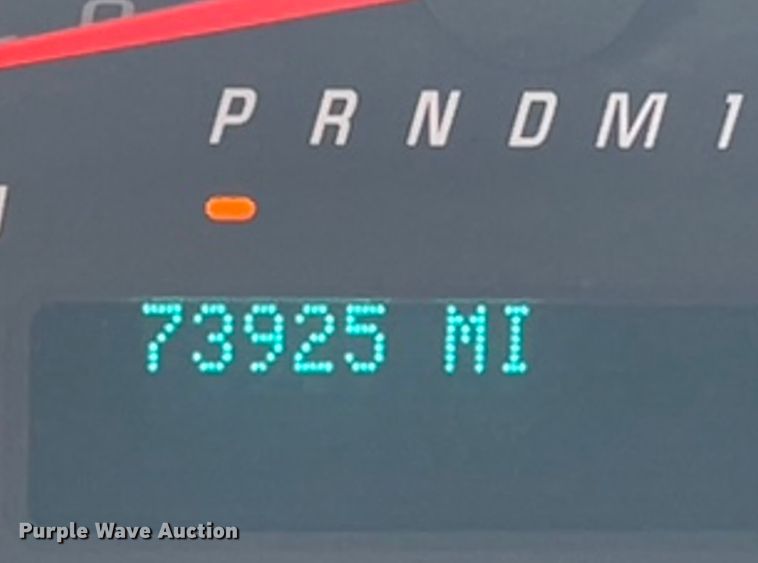 P R N D M 1
73925 MI
Purple Wave Auction